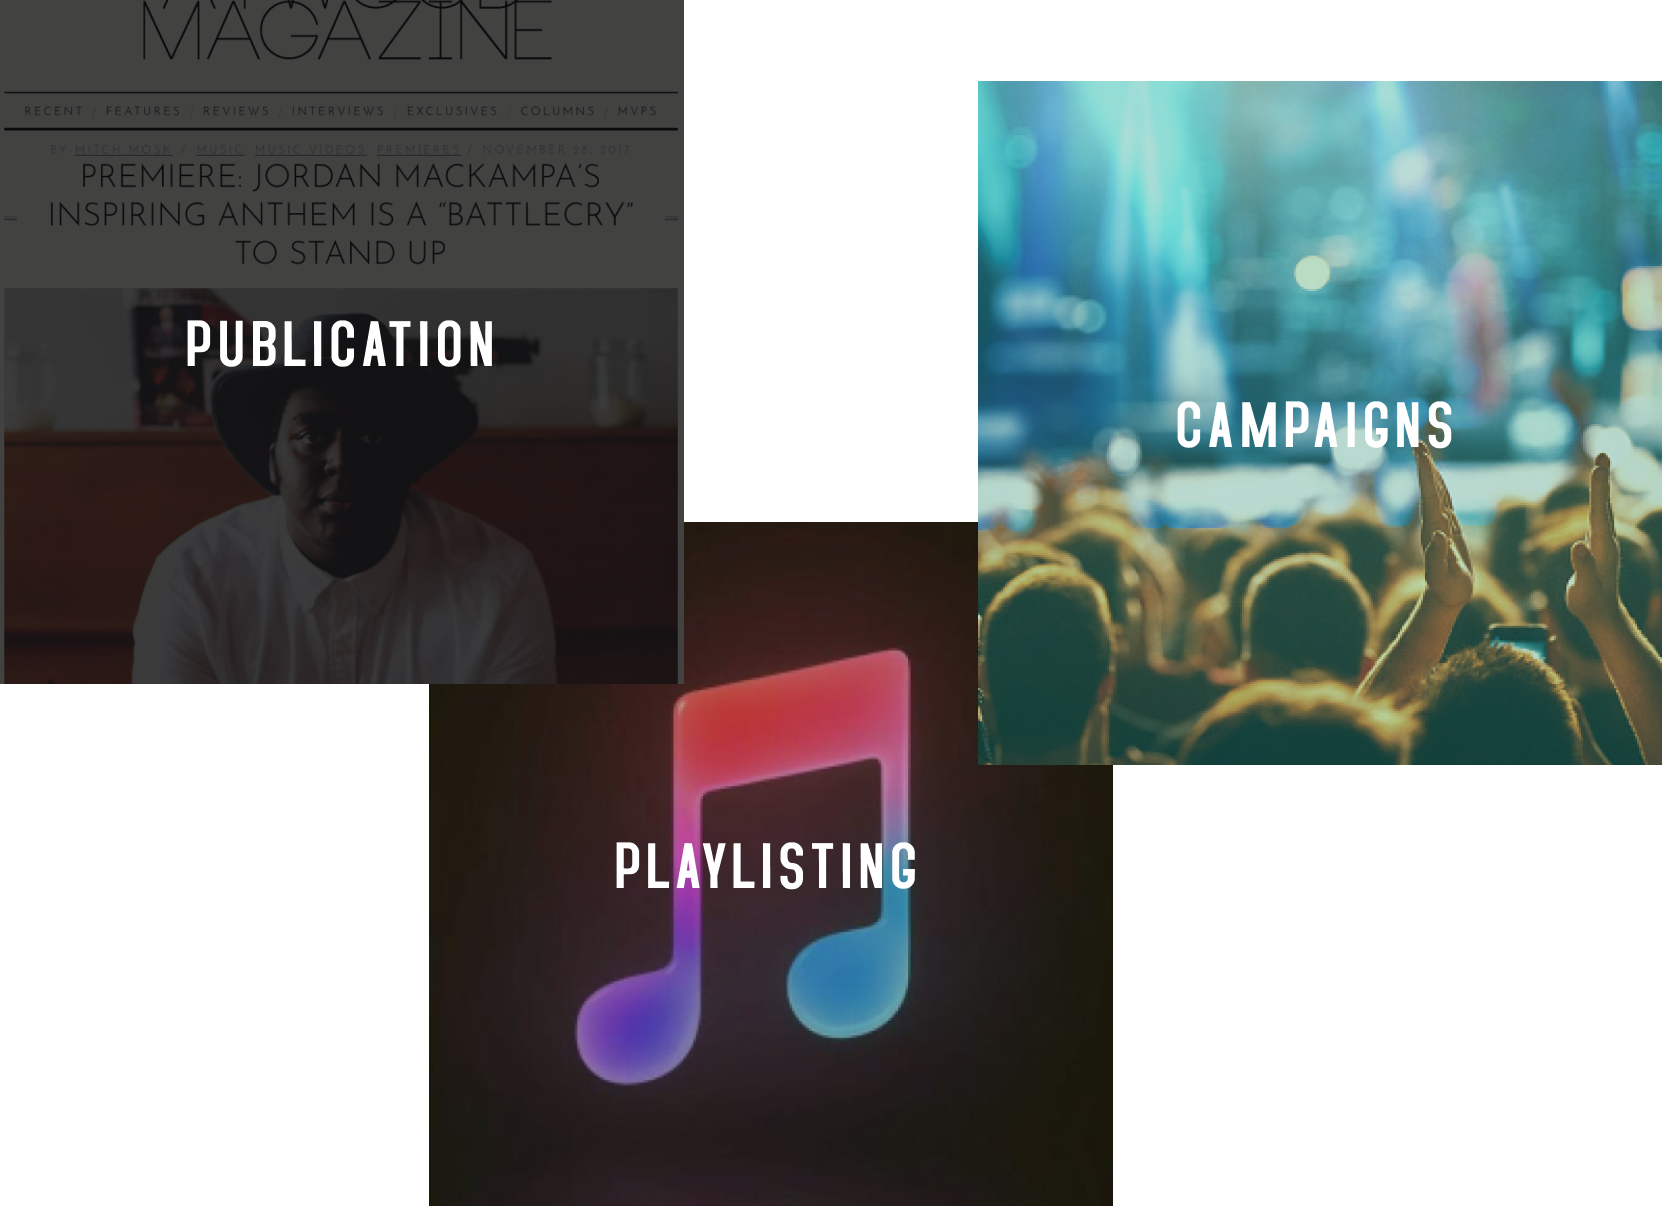 MAGAZINE
RECENT / FEATURES / REVIEWS / INTERVIEWS / EXCLUSIVES / COLUMNS / MVPS
BY MITCH MOSK / MUSIC, MUSIC VIDEOS, PREMIERES / NOVEMBER 28, 2017
PREMIERE: JORDAN MACKAMPA'S
INSPIRING ANTHEM IS A “BATTLECRY”
TO STAND UP
PUBLICATION
CAMPAIGNS
PLAYLISTING